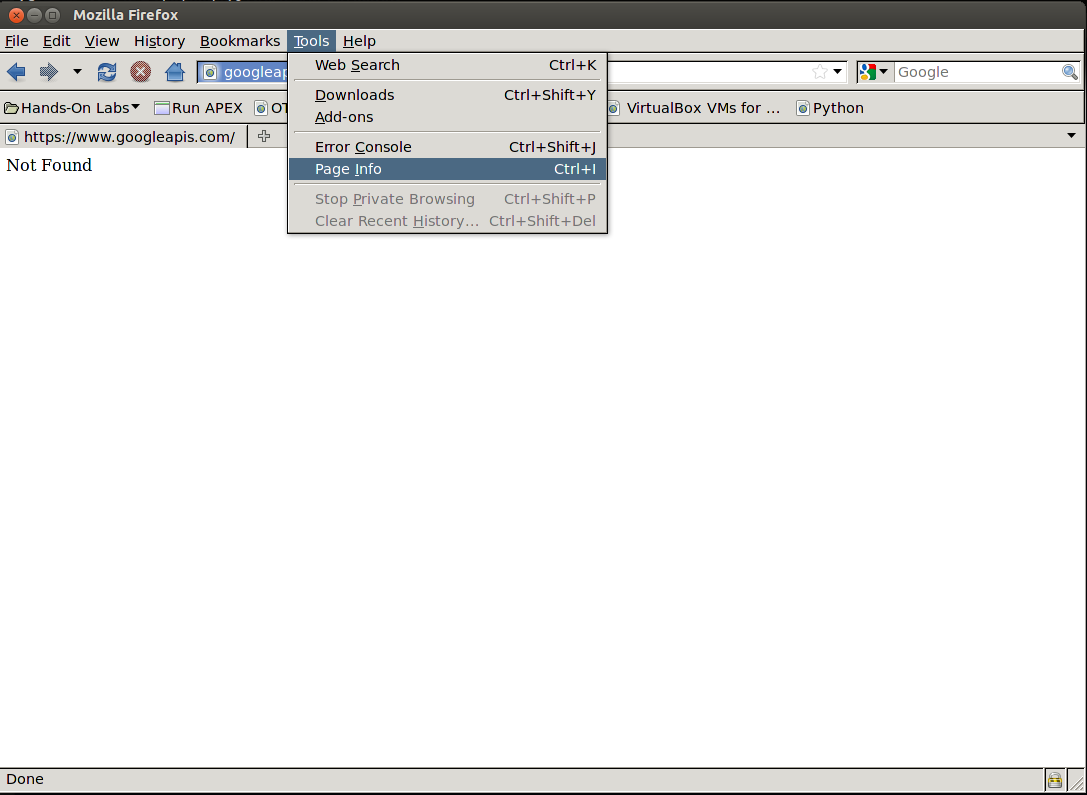 Mozilla Firefox
File Edit View History Bookmarks Tools Help
googleap
Google
Web Search Ctrl+K
Downloads Ctrl+Shift+Y
Add-ons
Error Console Ctrl+Shift+J
Page Info Ctrl+I
Stop Private Browsing Ctrl+Shift+P
Clear Recent History... Ctrl+Shift+Del
Hands-On Labs Run APEX OT VirtualBox VMs for ... Python
https://www.googleapis.com/
Not Found
Done